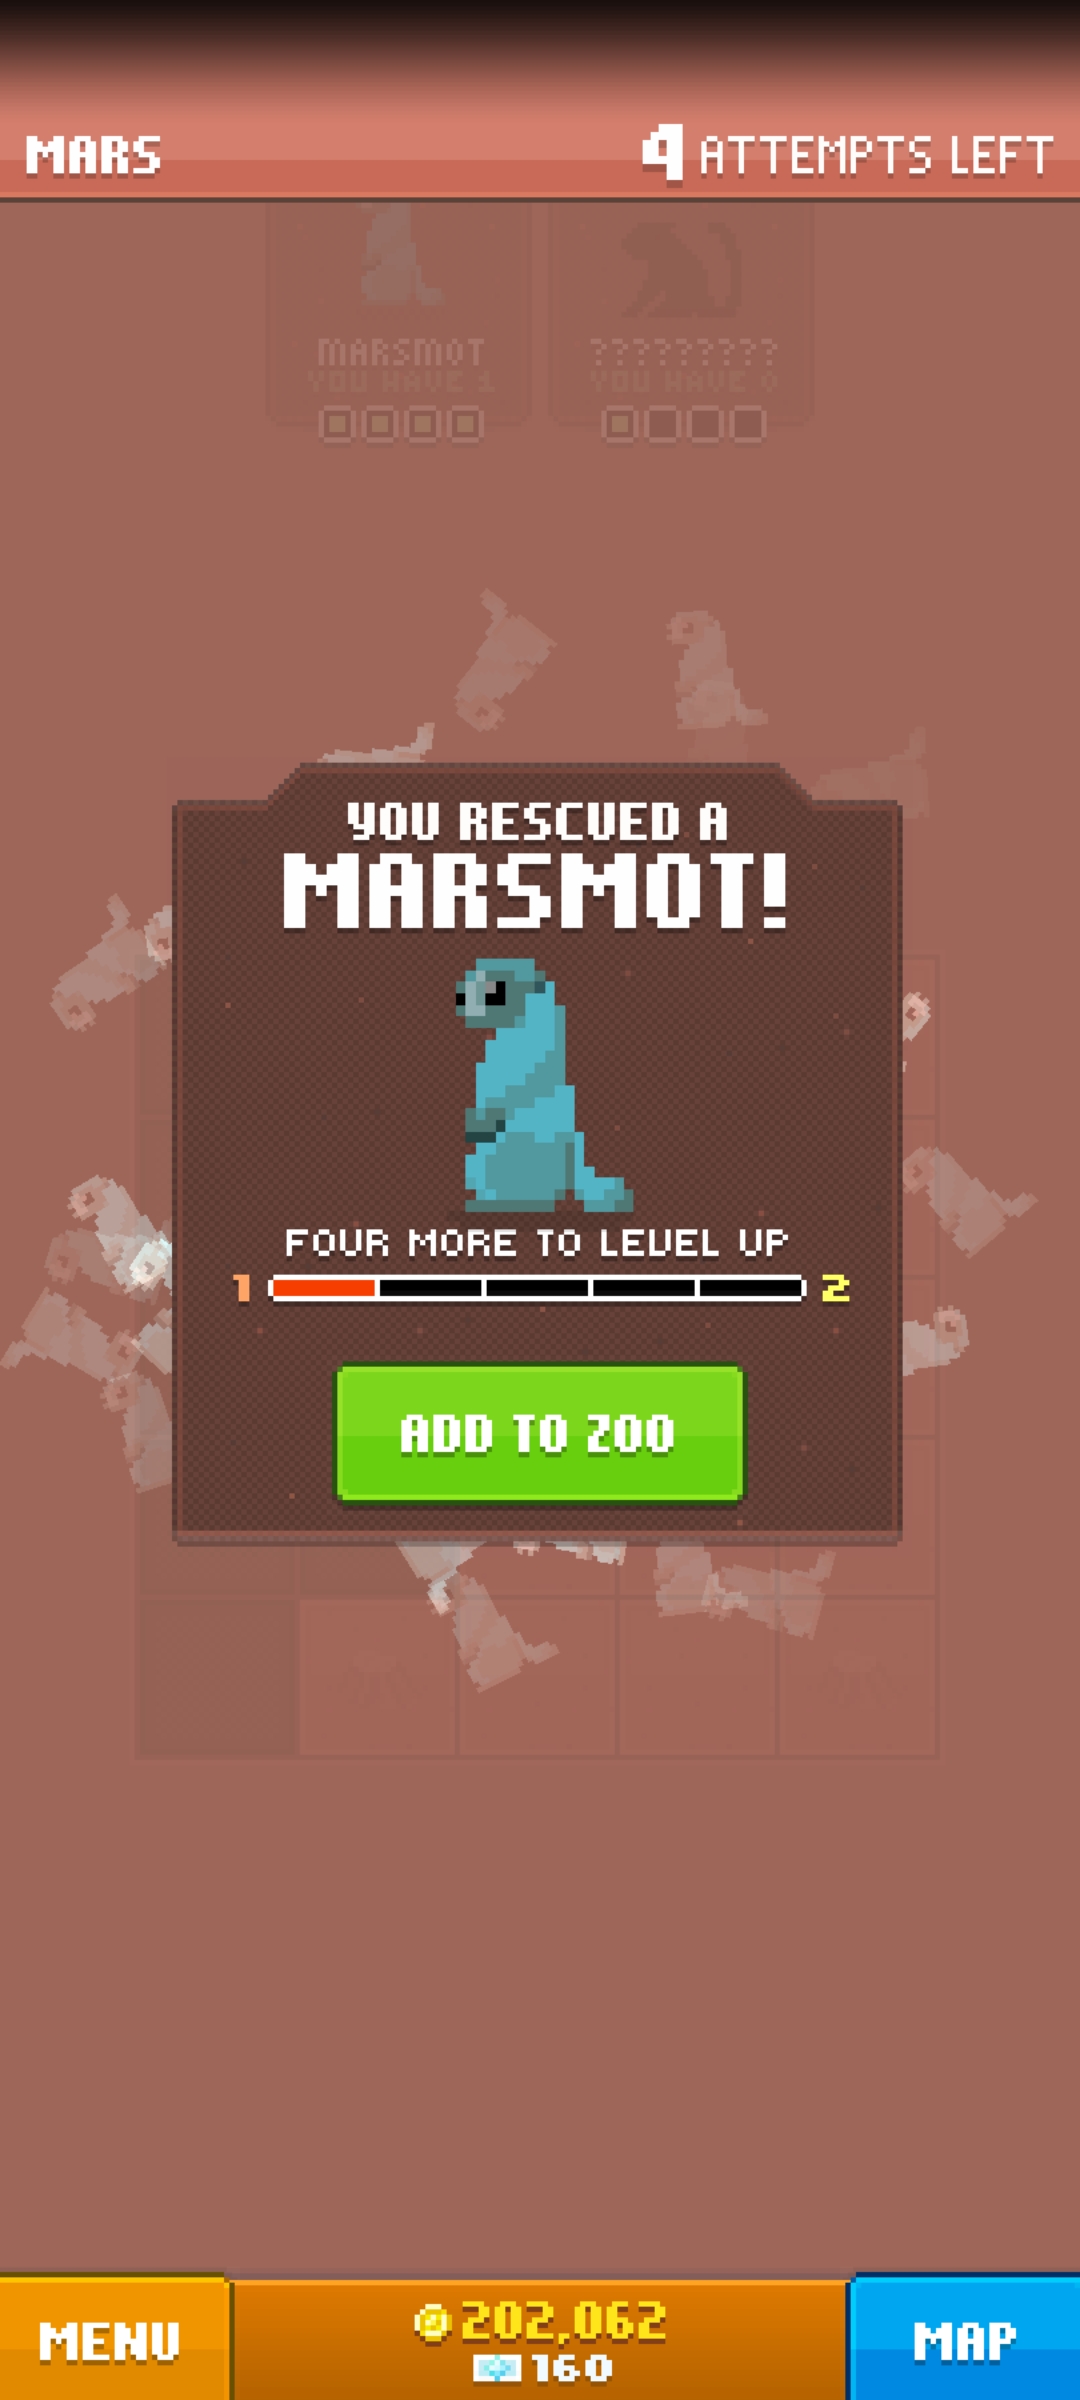 MARS
4 ATTEMPTS LEFT
MARSMOT
?????????
YOU HAVE 1
YOU HAVE 0
YOU RESCUED A
MARSMOT!
FOUR MORE TO LEVEL UP
1
2
ADD TO ZOO
MENU
202,062
160
MAP